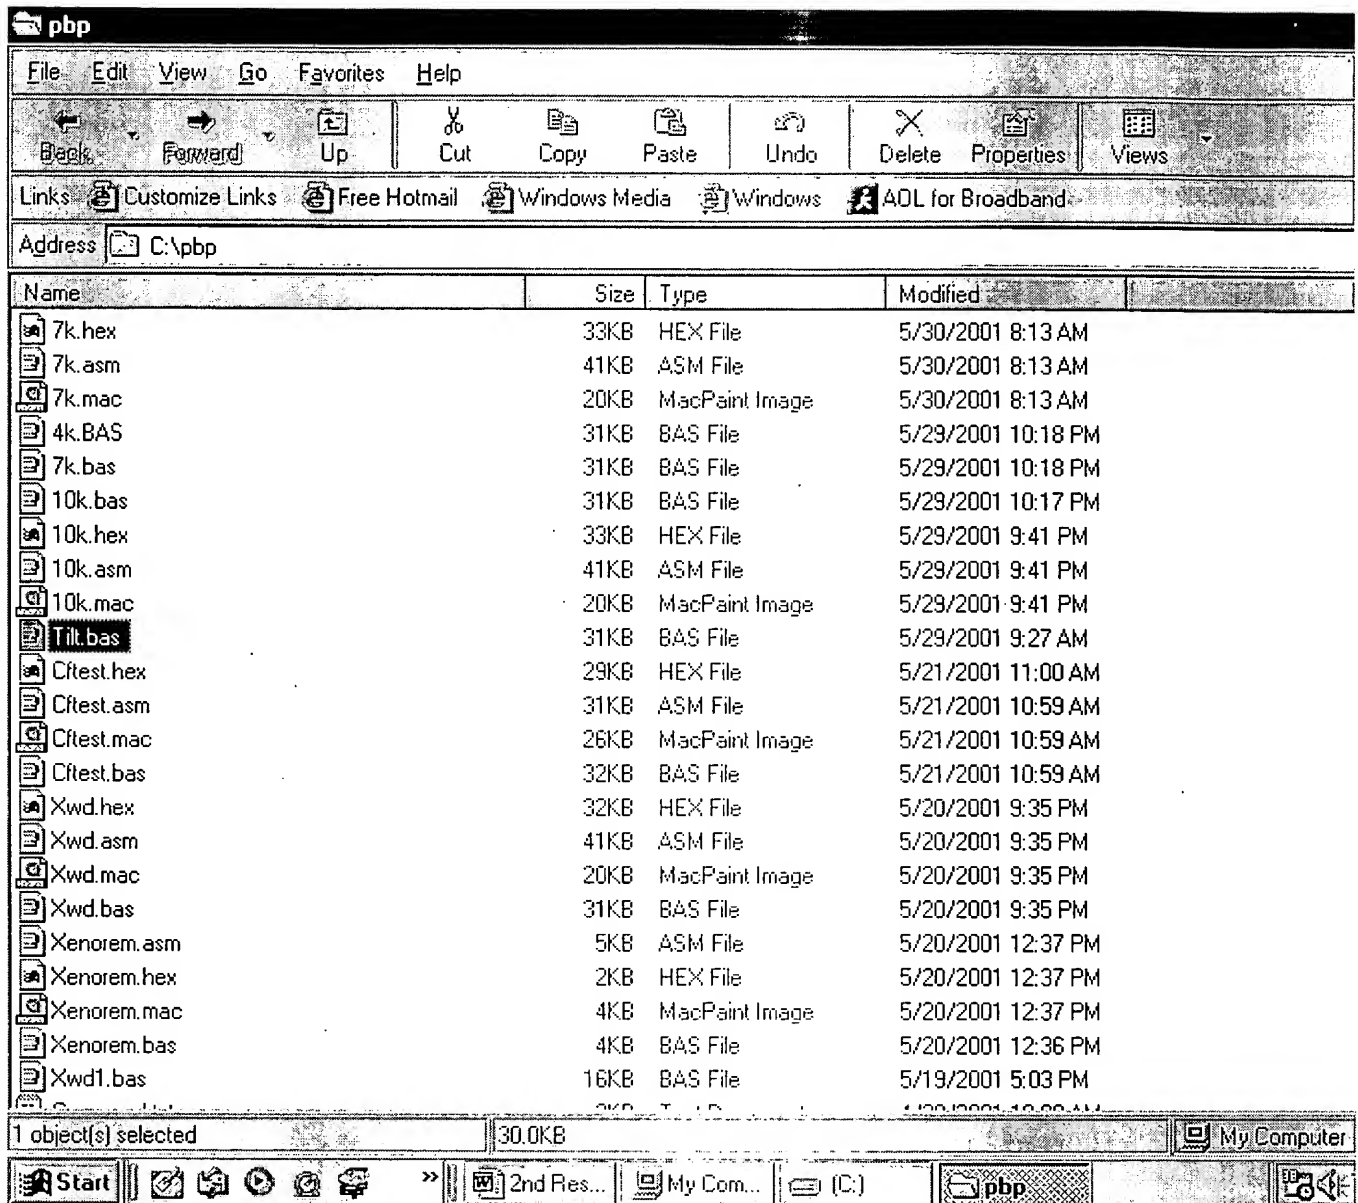 pbp
File Edit View Go Favorites Help
Back Forward Up Cut Copy Paste Undo Delete Properties Views
Links Customize Links Free Hotmail Windows Media Windows AOL for Broadband
Address C:\pbp
Name Size Type Modified
7k.hex 33KB HEX File 5/30/2001 8:13 AM
7k.asm 41KB ASM File 5/30/2001 8:13 AM
7k.mac 20KB MacPaint Image 5/30/2001 8:13 AM
4k.BAS 31KB BAS File 5/29/2001 10:18 PM
7k.bas 31KB BAS File 5/29/2001 10:18 PM
10k.bas 31KB BAS File 5/29/2001 10:17 PM
10k.hex 33KB HEX File 5/29/2001 9:41 PM
10k.asm 41KB ASM File 5/29/2001 9:41 PM
10k.mac 20KB MacPaint Image 5/29/2001 9:41 PM
Tilt.bas 31KB BAS File 5/29/2001 9:27 AM
Cftest.hex 29KB HEX File 5/21/2001 11:00 AM
Cftest.asm 31KB ASM File 5/21/2001 10:59 AM
Cftest.mac 26KB MacPaint Image 5/21/2001 10:59 AM
Cftest.bas 32KB BAS File 5/21/2001 10:59 AM
Xwd.hex 32KB HEX File 5/20/2001 9:35 PM
Xwd.asm 41KB ASM File 5/20/2001 9:35 PM
Xwd.mac 20KB MacPaint Image 5/20/2001 9:35 PM
Xwd.bas 31KB BAS File 5/20/2001 9:35 PM
Xenorem.asm 5KB ASM File 5/20/2001 12:37 PM
Xenorem.hex 2KB HEX File 5/20/2001 12:37 PM
Xenorem.mac 4KB MacPaint Image 5/20/2001 12:37 PM
Xenorem.bas 4KB BAS File 5/20/2001 12:36 PM
Xwd1.bas 16KB BAS File 5/19/2001 5:03 PM
1 object(s) selected 30.0KB My Computer
Start » 2nd Res... My Com... (C:) pbp